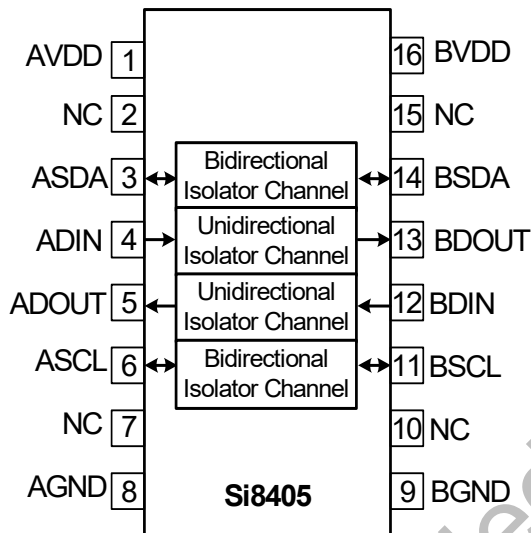 AVDD 1
16 BVDD
NC 2
15 NC
ASDA 3
Bidirectional
Isolator Channel
14 BSDA
ADIN 4
Unidirectional
Isolator Channel
13 BDOUT
ADOUT 5
Unidirectional
Isolator Channel
12 BDIN
ASCL 6
Bidirectional
Isolator Channel
11 BSCL
NC 7
10 NC
AGND 8
Si8405
9 BGND